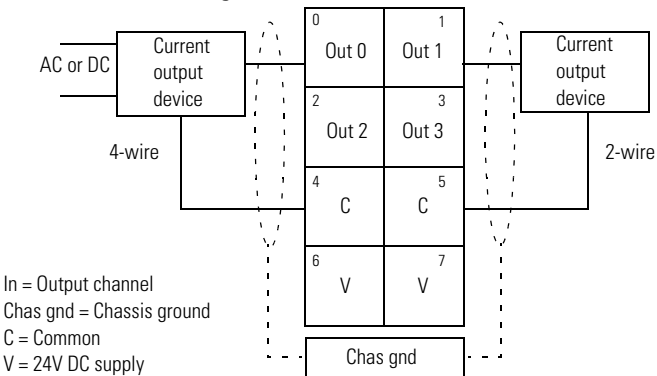 0
1
Out 0
Out 1
AC or DC
Current
output
device
Current
output
device
2
3
Out 2
Out 3
4-wire
2-wire
4
5
C
C
6
7
V
V
In = Output channel
Chas gnd = Chassis ground
C = Common
V = 24V DC supply
Chas gnd